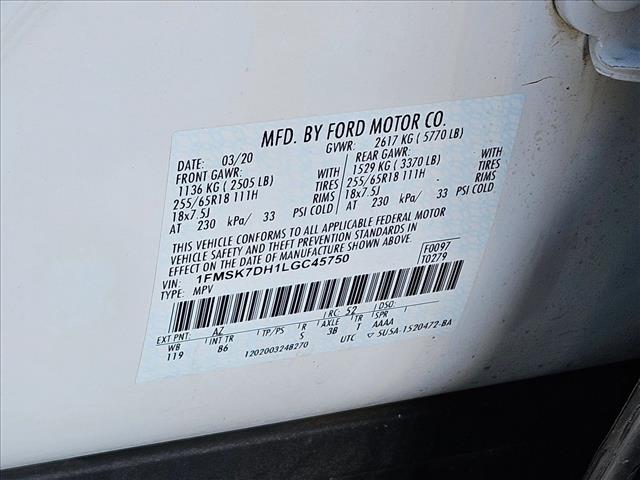 MFD. BY FORD MOTOR CO.
DATE: 03/20 GVWR: 2617 KG ( 5770 LB)
FRONT GAWR: REAR GAWR:
1136 KG ( 2505 LB) WITH 1529 KG ( 3370 LB) WITH
255/65R18 111H TIRES 255/65R18 111H TIRES
18x7.5J RIMS 18x7.5J RIMS
AT 230 kPa/ 33 PSI COLD AT 230 kPa/ 33 PSI COLD
THIS VEHICLE CONFORMS TO ALL APPLICABLE FEDERAL MOTOR
VEHICLE SAFETY AND THEFT PREVENTION STANDARDS IN
EFFECT ON THE DATE OF MANUFACTURE SHOWN ABOVE.
VIN: 1FMSK7DH1LGC45750 F0097
TYPE: MPV T0279
EXT PNT: AZ RC: 52 DSO:
WB INT TR TP/PS R AXLE TR SPR
119 86 S 3B T AAAA
1202003248270 UTC ▽ 5U5A-1520472-BA